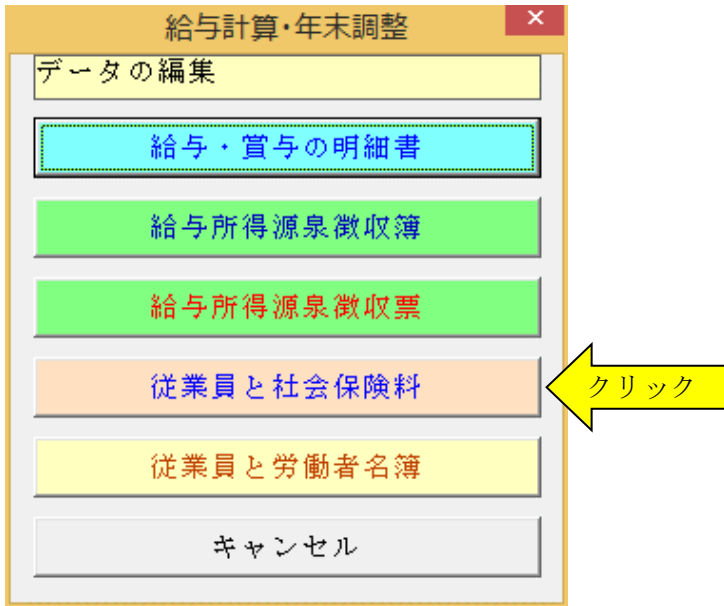 給与計算・年末調整
×
データの編集
給与・賞与の明細書
給与所得源泉徴収簿
給与所得源泉徴収票
従業員と社会保険料
クリック
従業員と労働者名簿
キャンセル